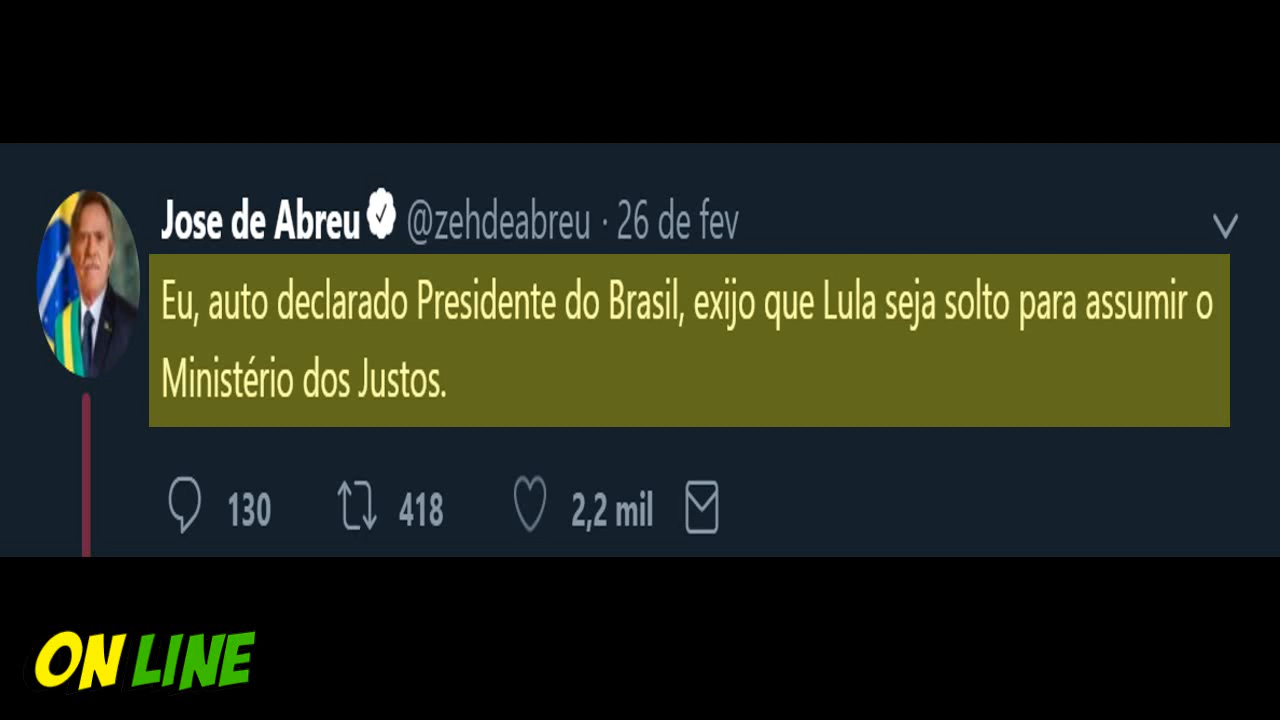 Jose de Abreu @zehdeabreu · 26 de fev
Eu, auto declarado Presidente do Brasil, exijo que Lula seja solto para assumir o
Ministério dos Justos.
130 418 2,2 mil
ON LINE